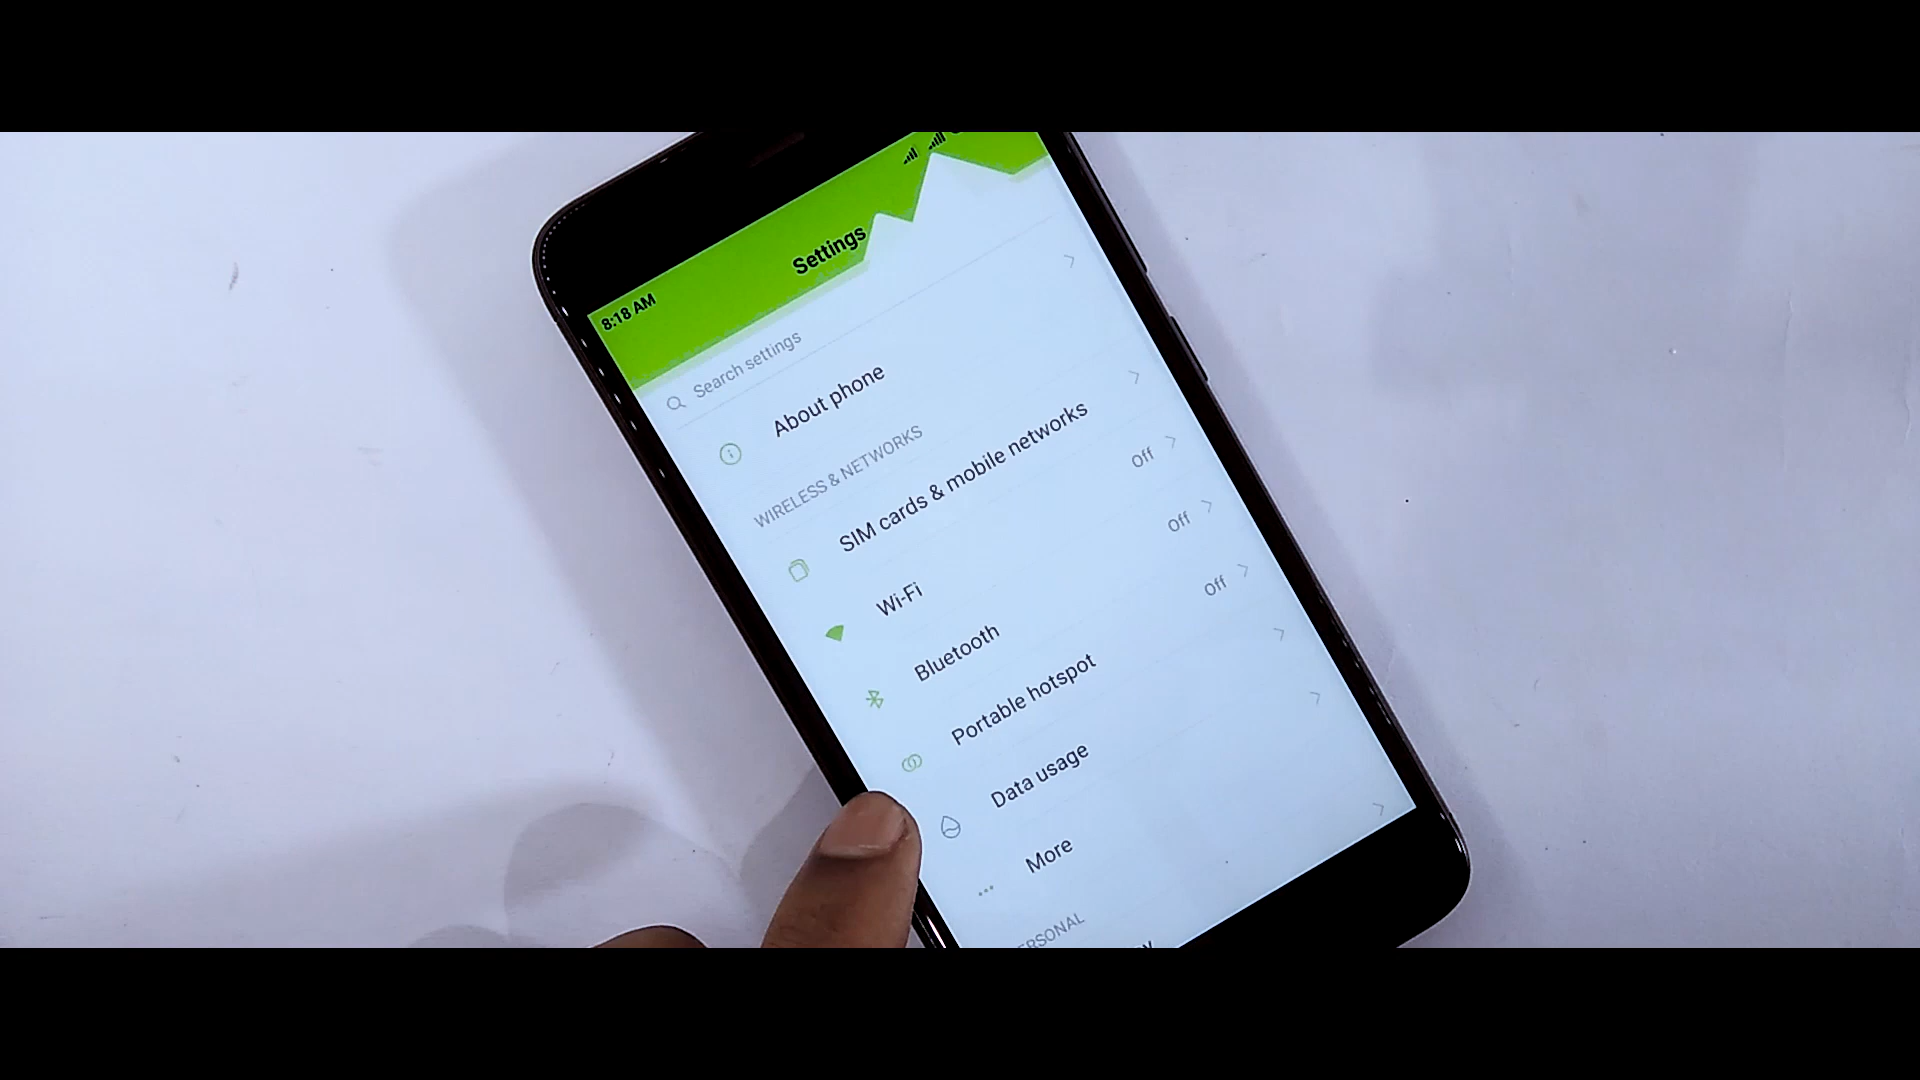 8:18 AM
Settings
Search settings
About phone
WIRELESS & NETWORKS
SIM cards & mobile networks
Wi-Fi Off
Bluetooth Off
Portable hotspot Off
Data usage
More